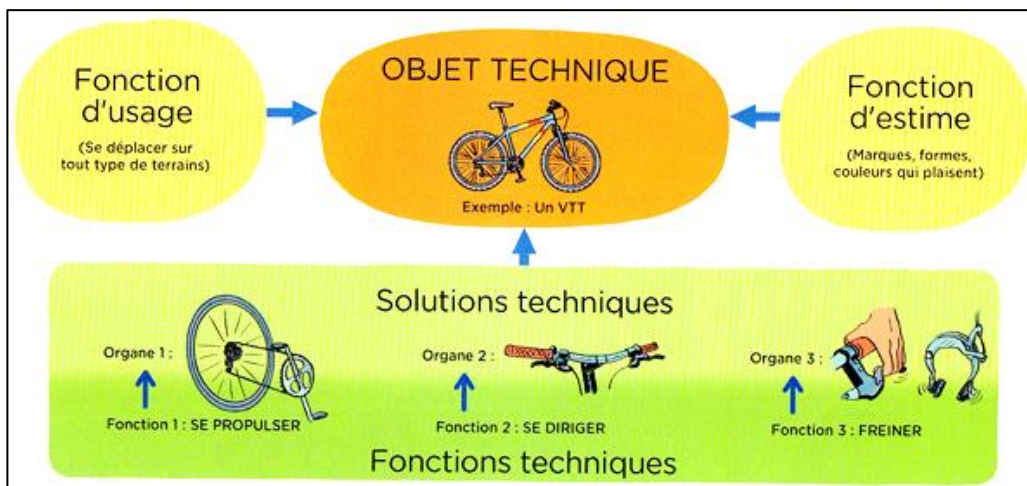 Fonction
d'usage
(Se déplacer sur
tout type de terrains)
OBJET TECHNIQUE
Exemple : Un VTT
Fonction
d'estime
(Marques, formes,
couleurs qui plaisent)
Solutions techniques
Organe 1 :
Organe 2 :
Organe 3 :
Fonction 1 : SE PROPULSER
Fonction 2 : SE DIRIGER
Fonction 3 : FREINER
Fonctions techniques